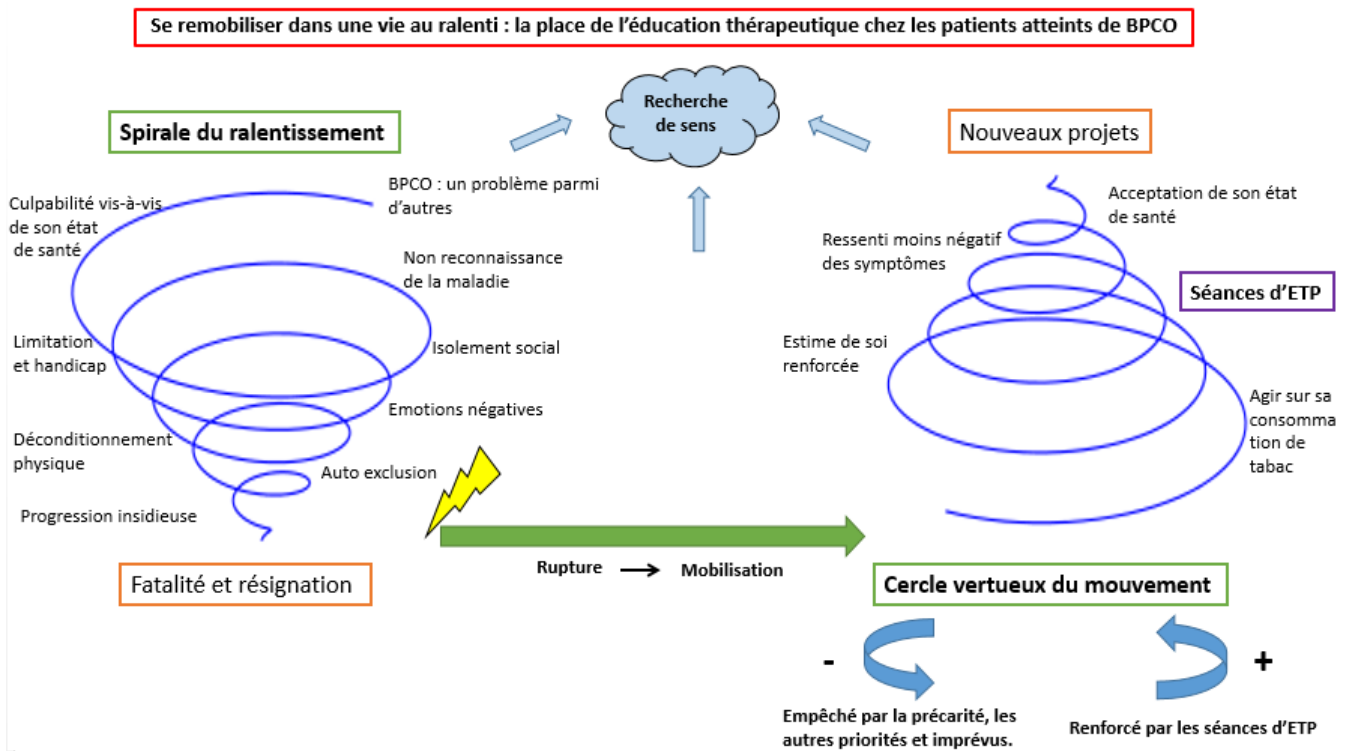 Se remobiliser dans une vie au ralenti : la place de l'éducation thérapeutique chez les patients atteints de BPCO
Recherche
de sens
Spirale du ralentissement
BPCO : un problème parmi
d'autres
Culpabilité vis-à-vis
de son état
de santé
Non reconnaissance
de la maladie
Limitation
et handicap
Isolement social
Emotions négatives
Déconditionnement
physique
Auto exclusion
Progression insidieuse
Fatalité et résignation
Rupture
Mobilisation
Nouveaux projets
Acceptation de son état
de santé
Ressenti moins négatif
des symptômes
Séances d'ETP
Estime de soi
renforcée
Agir sur sa
consomma
tion de
tabac
Cercle vertueux du mouvement
-
+
Empêché par la précarité, les
autres priorités et imprévus.
Renforcé par les séances d'ETP